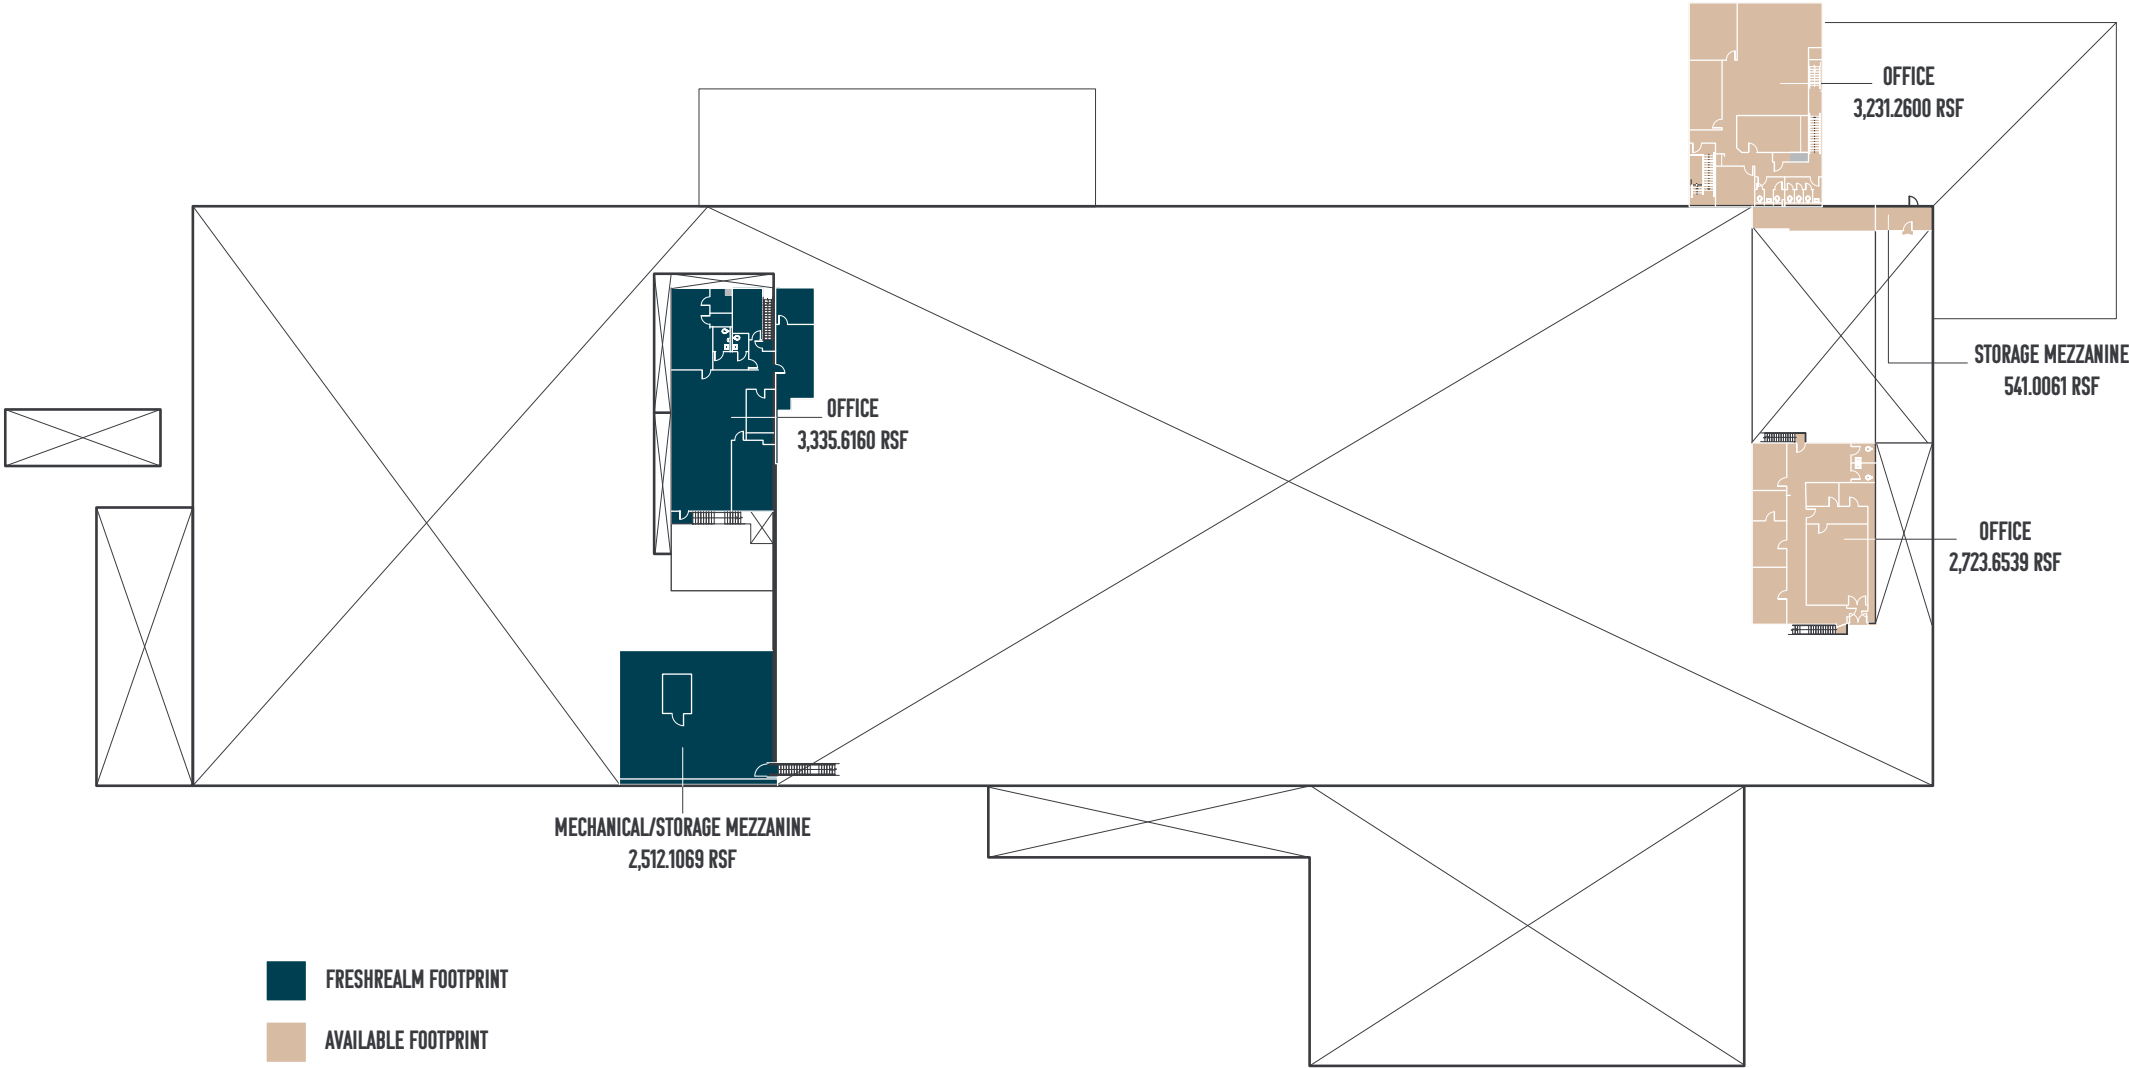 OFFICE
3,231.2600 RSF
STORAGE MEZZANINE
541.0061 RSF
OFFICE
3,335.6160 RSF
OFFICE
2,723.6539 RSF
MECHANICAL/STORAGE MEZZANINE
2,512.1069 RSF
FRESHREALM FOOTPRINT
AVAILABLE FOOTPRINT